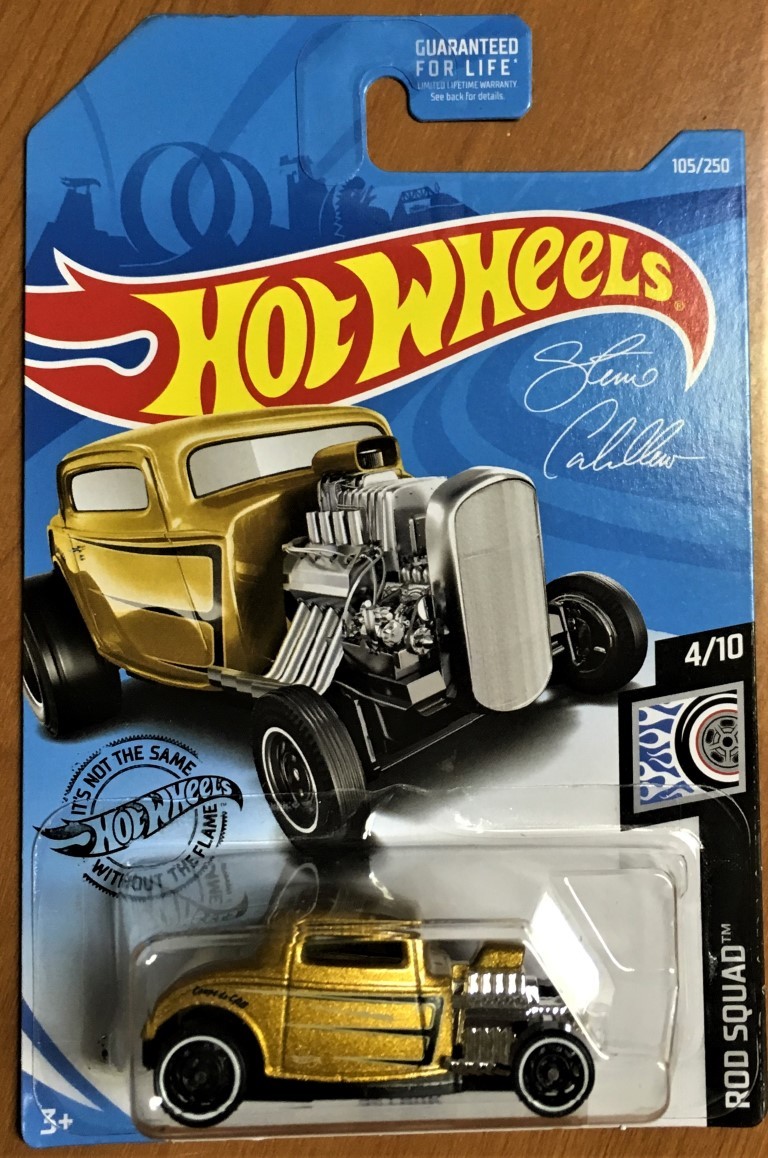 GUARANTEED
FOR LIFE*
LIMITED LIFETIME WARRANTY
See back for details.
105/250
HOT WHEELS®
4/10
IT'S NOT THE SAME
HOT WHEELS™
WITHOUT THE FLAME
ROD SQUAD™
3+